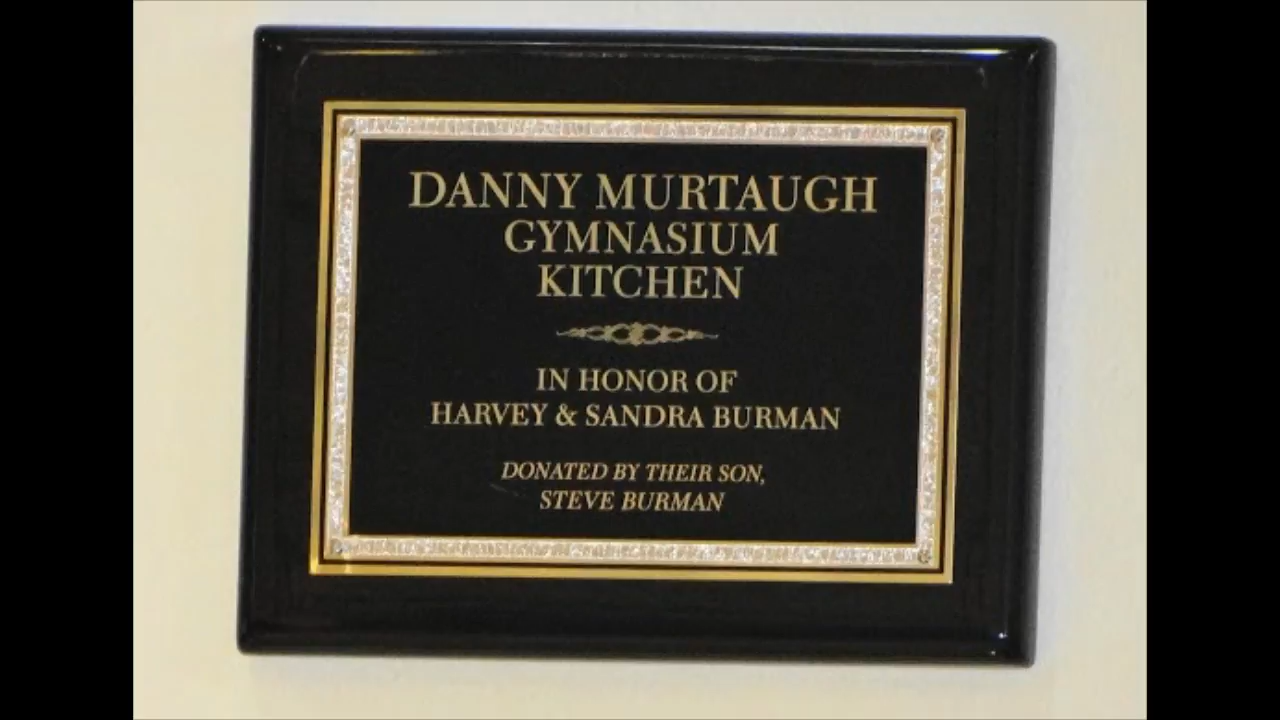 DANNY MURTAUGH
GYMNASIUM
KITCHEN
IN HONOR OF
HARVEY & SANDRA BURMAN
DONATED BY THEIR SON,
STEVE BURMAN